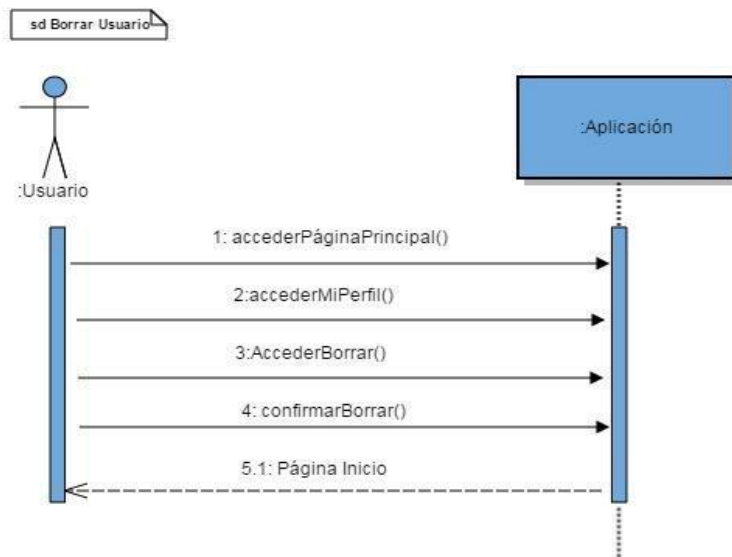 sd Borrar Usuario
:Usuario
:Aplicación
1: accederPáginaPrincipal()
2:accederMiPerfil()
3:AccederBorrar()
4: confirmarBorrar()
5.1: Página Inicio